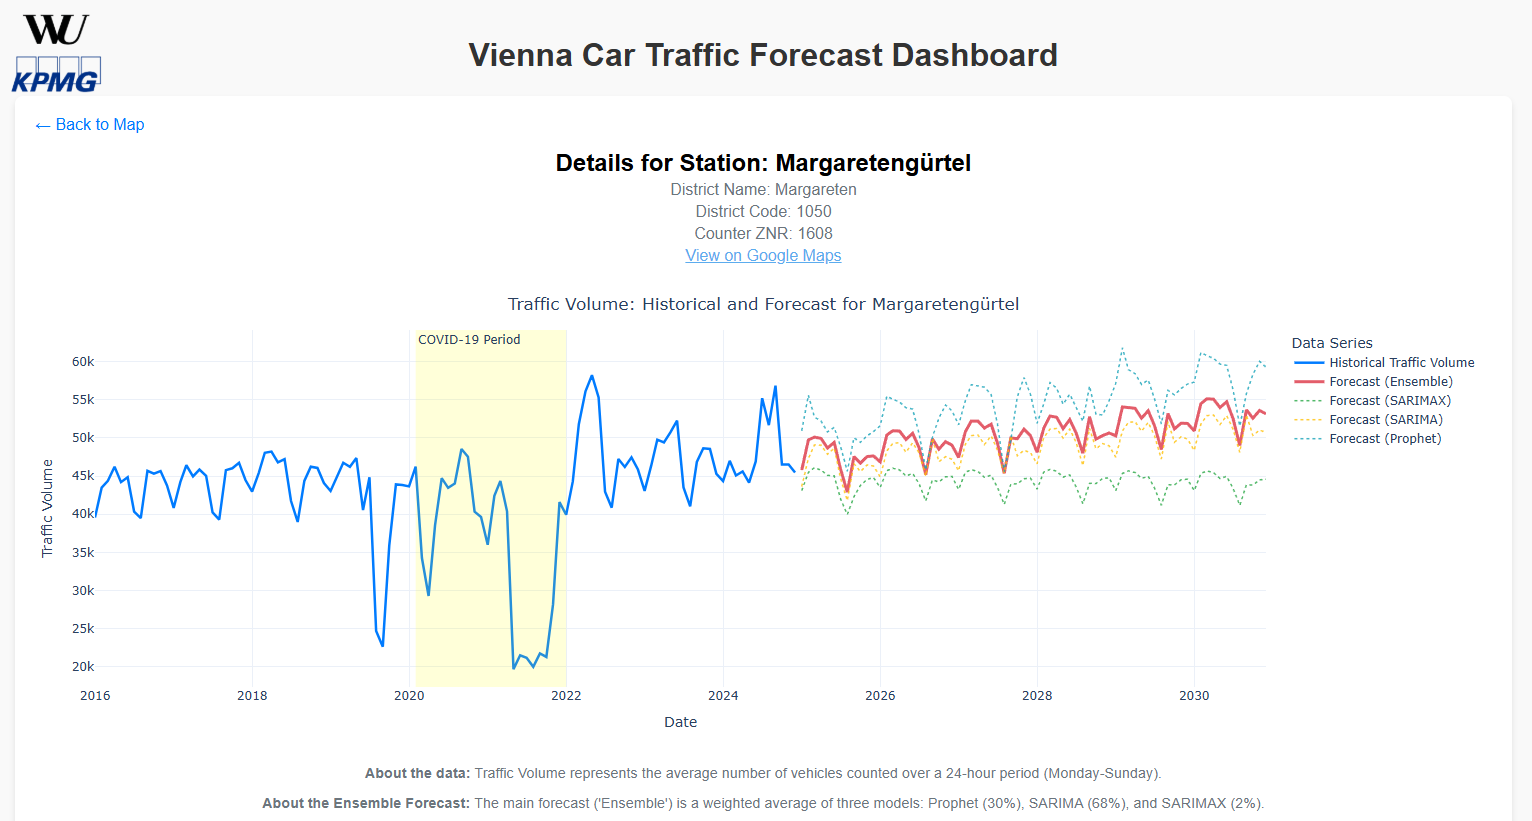 WU
KPMG
Vienna Car Traffic Forecast Dashboard
← Back to Map
Details for Station: Margaretengürtel
District Name: Margareten
District Code: 1050
Counter ZNR: 1608
View on Google Maps
Traffic Volume: Historical and Forecast for Margaretengürtel
COVID-19 Period
60k
55k
50k
45k
40k
35k
30k
25k
20k
Traffic Volume
2016 2018 2020 2022 2024 2026 2028 2030
Date
Data Series
Historical Traffic Volume
Forecast (Ensemble)
Forecast (SARIMAX)
Forecast (SARIMA)
Forecast (Prophet)
About the data: Traffic Volume represents the average number of vehicles counted over a 24-hour period (Monday-Sunday).
About the Ensemble Forecast: The main forecast ('Ensemble') is a weighted average of three models: Prophet (30%), SARIMA (68%), and SARIMAX (2%).